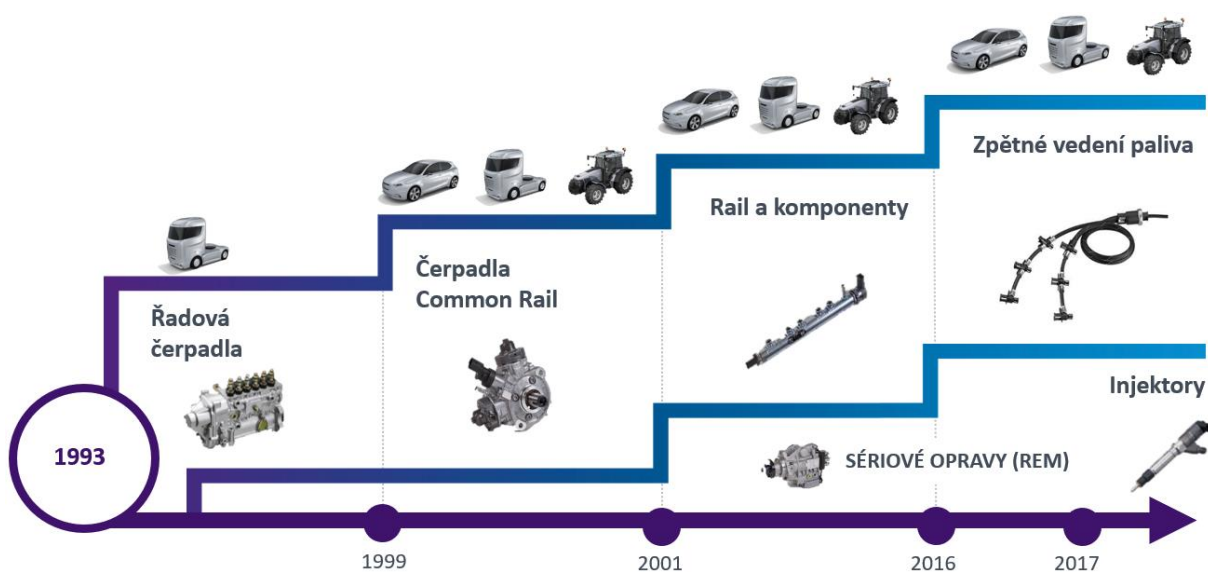 Zpětné vedení paliva
Rail a komponenty
Čerpadla
Common Rail
Řadová
čerpadla
Injektory
1993
SÉRIOVÉ OPRAVY (REM)
1999
2001
2016
2017